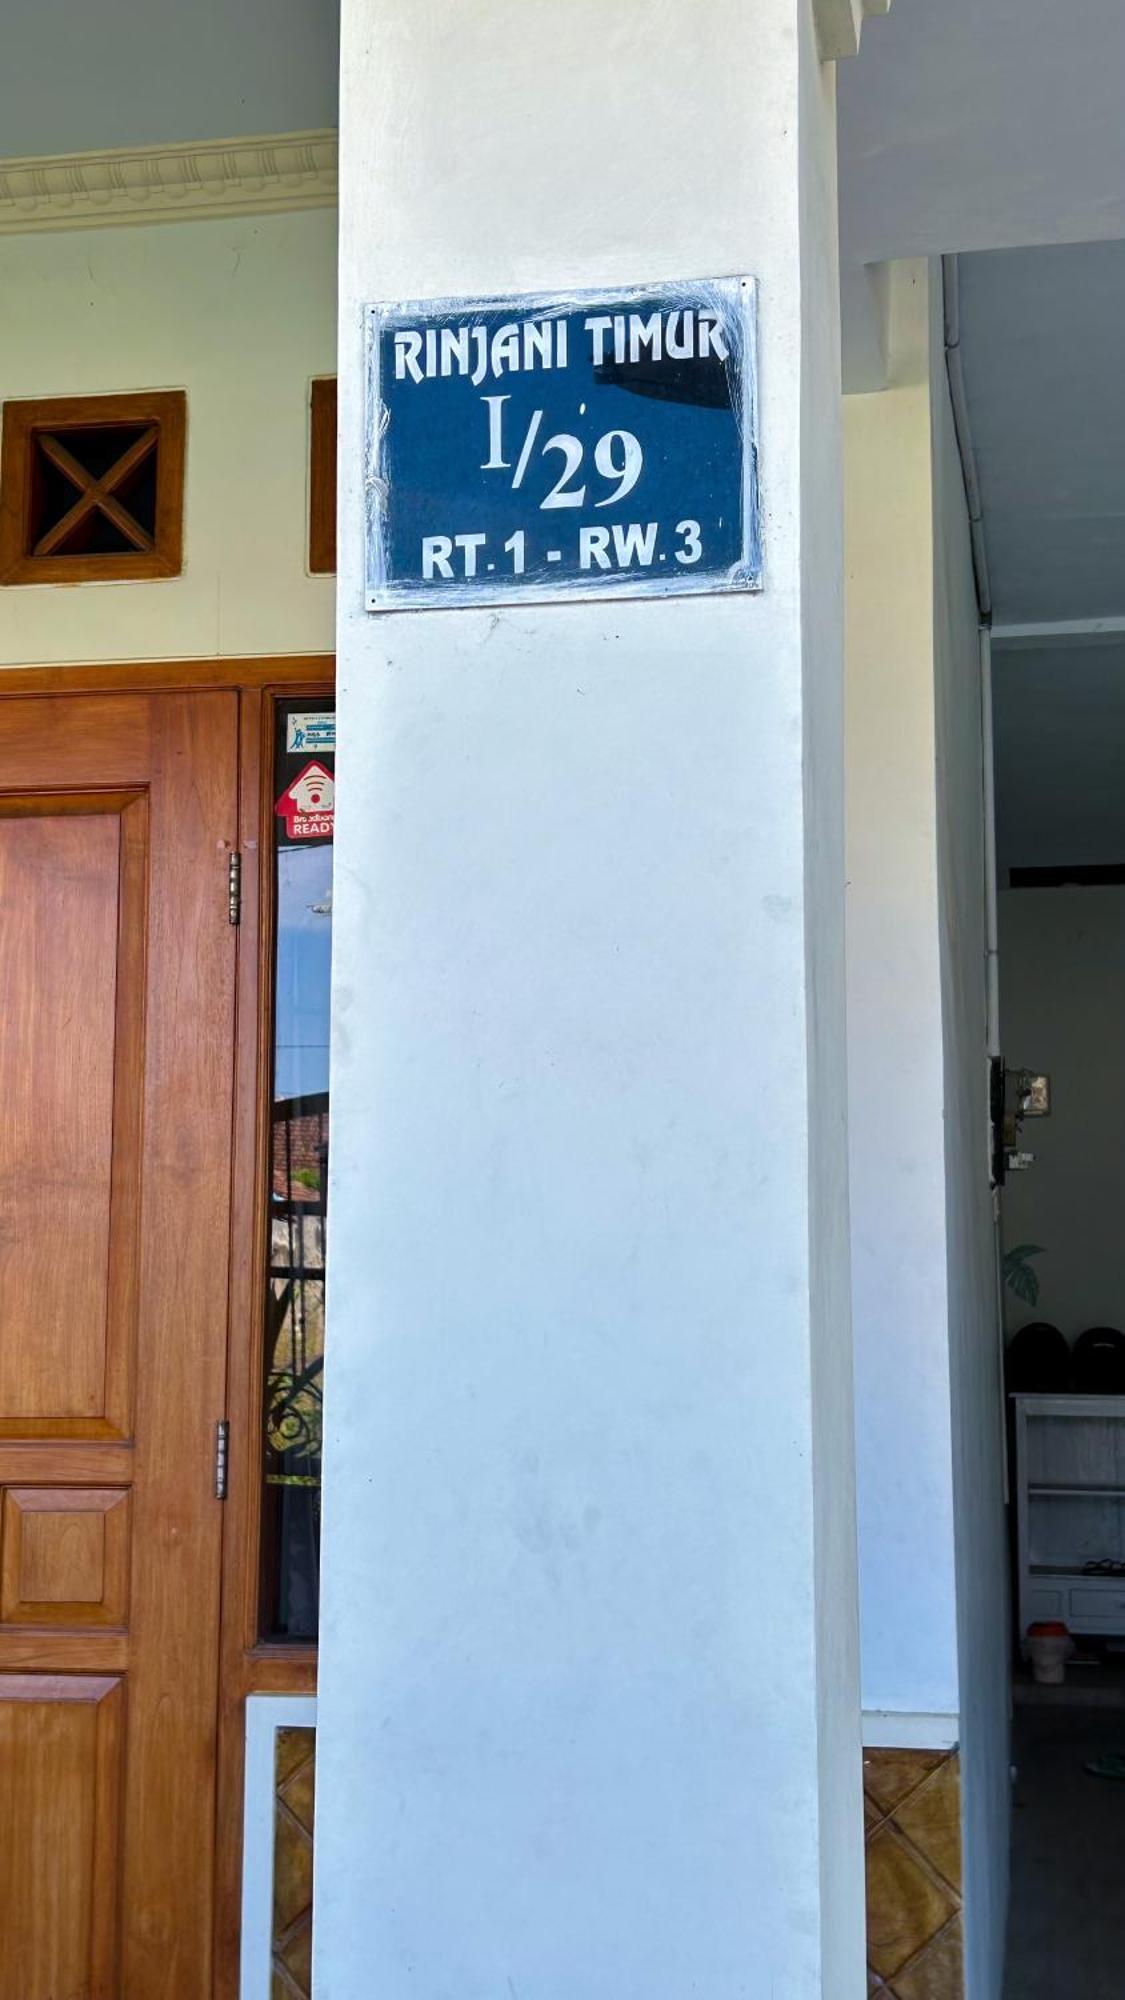 RINJANI TIMUR
I/29
RT.1 - RW.3
READY